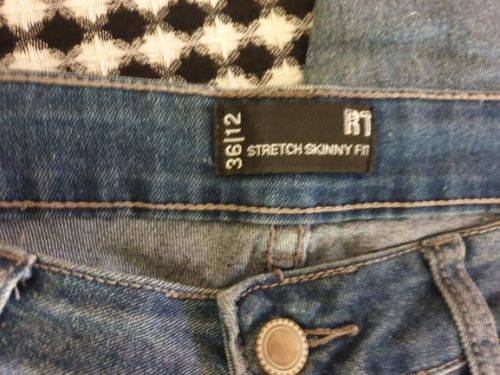 36|12
R1
STRETCH SKINNY FIT